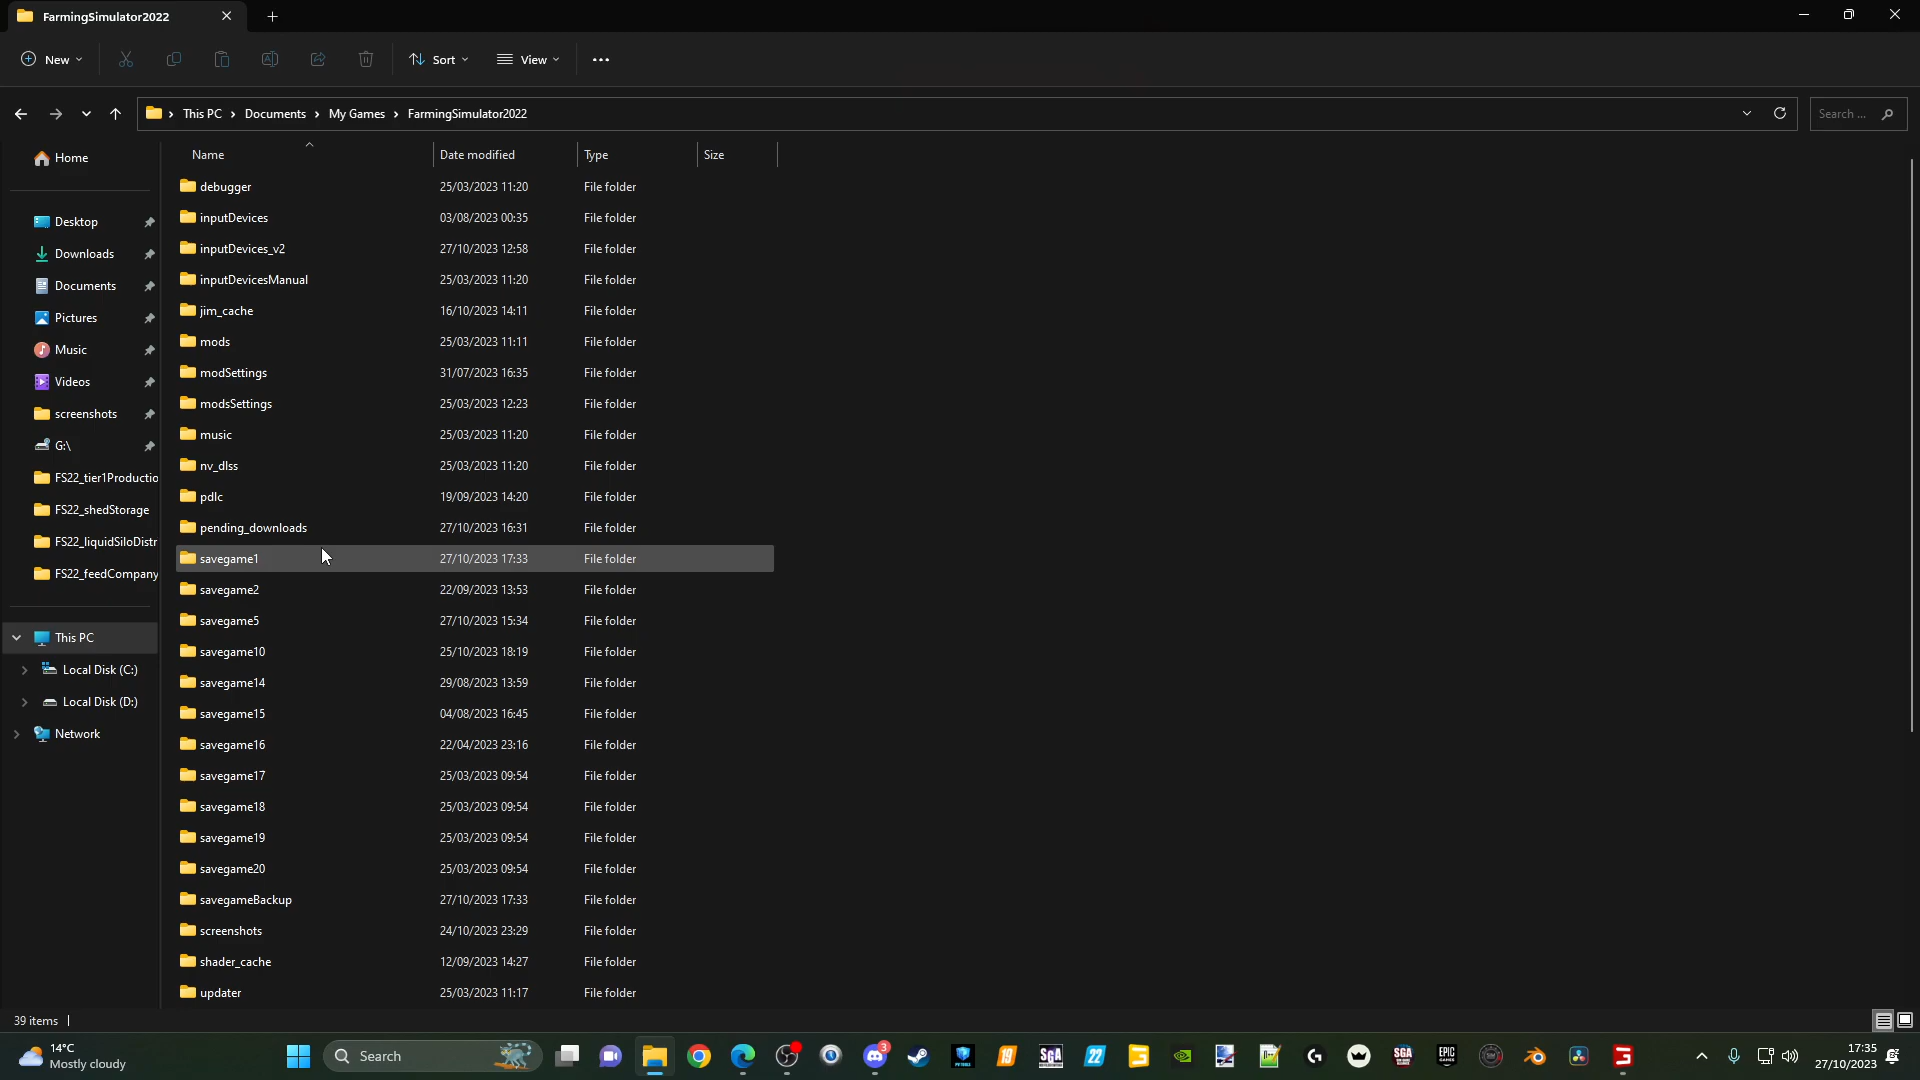 FarmingSimulator2022
New
Sort
View
This PC > Documents > My Games > FarmingSimulator2022
Search ...
Home
Desktop
Downloads
Documents
Pictures
Music
Videos
screenshots
G:\
FS22_tier1Productio
FS22_shedStorage
FS22_liquidSiloDistr
FS22_feedCompany
This PC
Local Disk (C:)
Local Disk (D:)
Network
Name Date modified Type Size
debugger 25/03/2023 11:20 File folder
inputDevices 03/08/2023 00:35 File folder
inputDevices_v2 27/10/2023 12:58 File folder
inputDevicesManual 25/03/2023 11:20 File folder
jim_cache 16/10/2023 14:11 File folder
mods 25/03/2023 11:11 File folder
modSettings 31/07/2023 16:35 File folder
modsSettings 25/03/2023 12:23 File folder
music 25/03/2023 11:20 File folder
nv_dlss 25/03/2023 11:20 File folder
pdlc 19/09/2023 14:20 File folder
pending_downloads 27/10/2023 16:31 File folder
savegame1 27/10/2023 17:33 File folder
savegame2 22/09/2023 13:53 File folder
savegame5 27/10/2023 15:34 File folder
savegame10 25/10/2023 18:19 File folder
savegame14 29/08/2023 13:59 File folder
savegame15 04/08/2023 16:45 File folder
savegame16 22/04/2023 23:16 File folder
savegame17 25/03/2023 09:54 File folder
savegame18 25/03/2023 09:54 File folder
savegame19 25/03/2023 09:54 File folder
savegame20 25/03/2023 09:54 File folder
savegameBackup 27/10/2023 17:33 File folder
screenshots 24/10/2023 23:29 File folder
shader_cache 12/09/2023 14:27 File folder
updater 25/03/2023 11:17 File folder
39 items
14°C
Mostly cloudy
Search
3
19
SGA
22
SGA
EPIC GAMES
17:35
27/10/2023